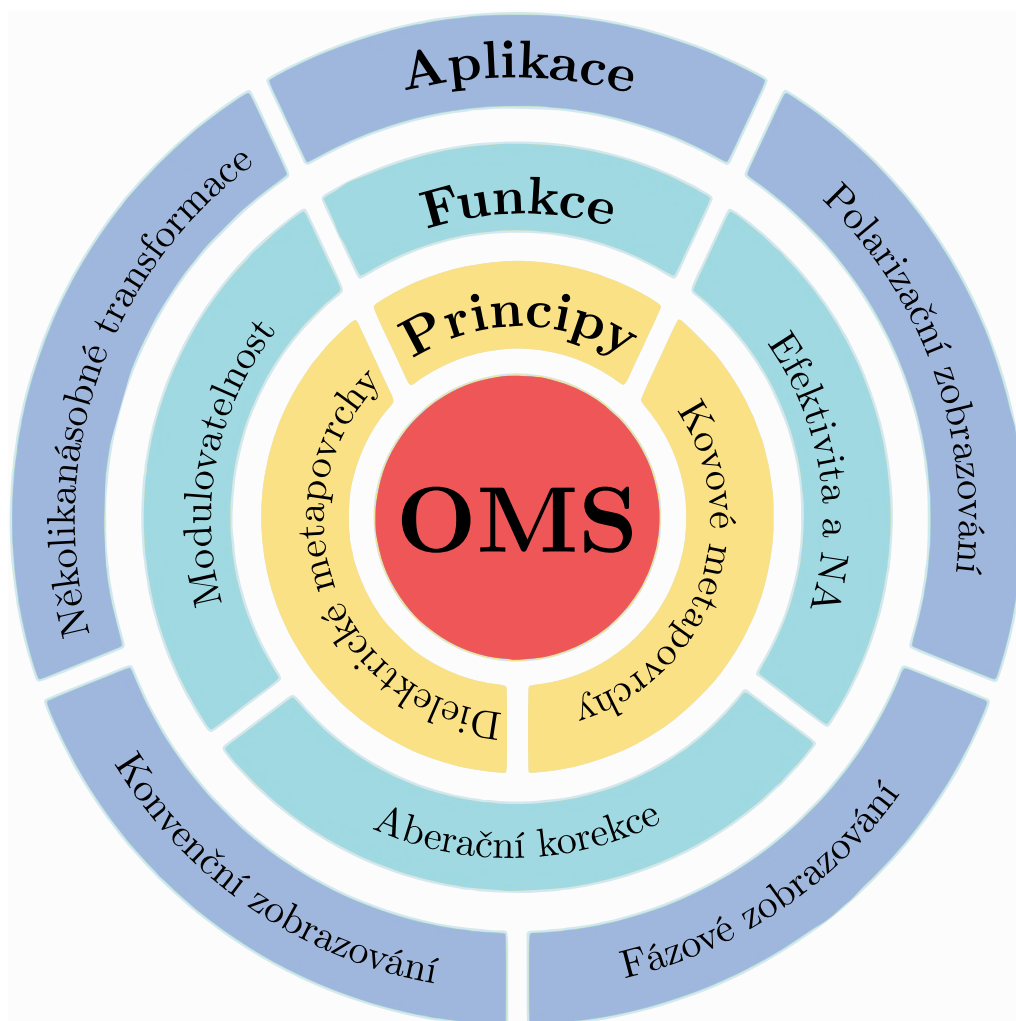 Aplikace
Několikanásobné transformace
Polarizační zobrazování
Konvenční zobrazování
Fázové zobrazování
Funkce
Modulovatelnost
Efektivita a NA
Aberační korekce
Principy
Dielektrické metapovrchy
Kovové metapovrchy
OMS